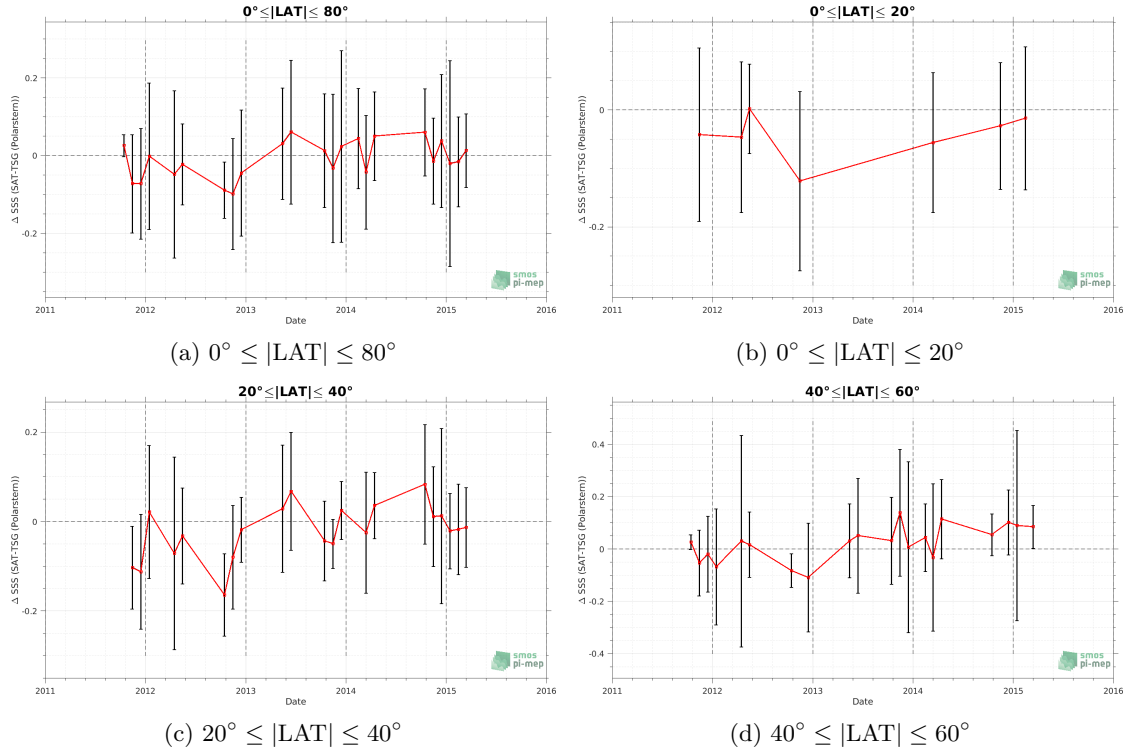 0°≤|LAT|≤ 80°
Δ SSS (SAT-TSG (Polarstern))
0.2
0
-0.2
2011 2012 2013 2014 2015 2016
Date
smos
pi-mep
(a) 0° ≤ |LAT| ≤ 80°
0°≤|LAT|≤ 20°
Δ SSS (SAT-TSG (Polarstern))
0
-0.2
2011 2012 2013 2014 2015 2016
Date
smos
pi-mep
(b) 0° ≤ |LAT| ≤ 20°
20°≤|LAT|≤ 40°
Δ SSS (SAT-TSG (Polarstern))
0.2
0
-0.2
2011 2012 2013 2014 2015 2016
Date
smos
pi-mep
(c) 20° ≤ |LAT| ≤ 40°
40°≤|LAT|≤ 60°
Δ SSS (SAT-TSG (Polarstern))
0.4
0.2
0
-0.2
-0.4
2011 2012 2013 2014 2015 2016
Date
smos
pi-mep
(d) 40° ≤ |LAT| ≤ 60°